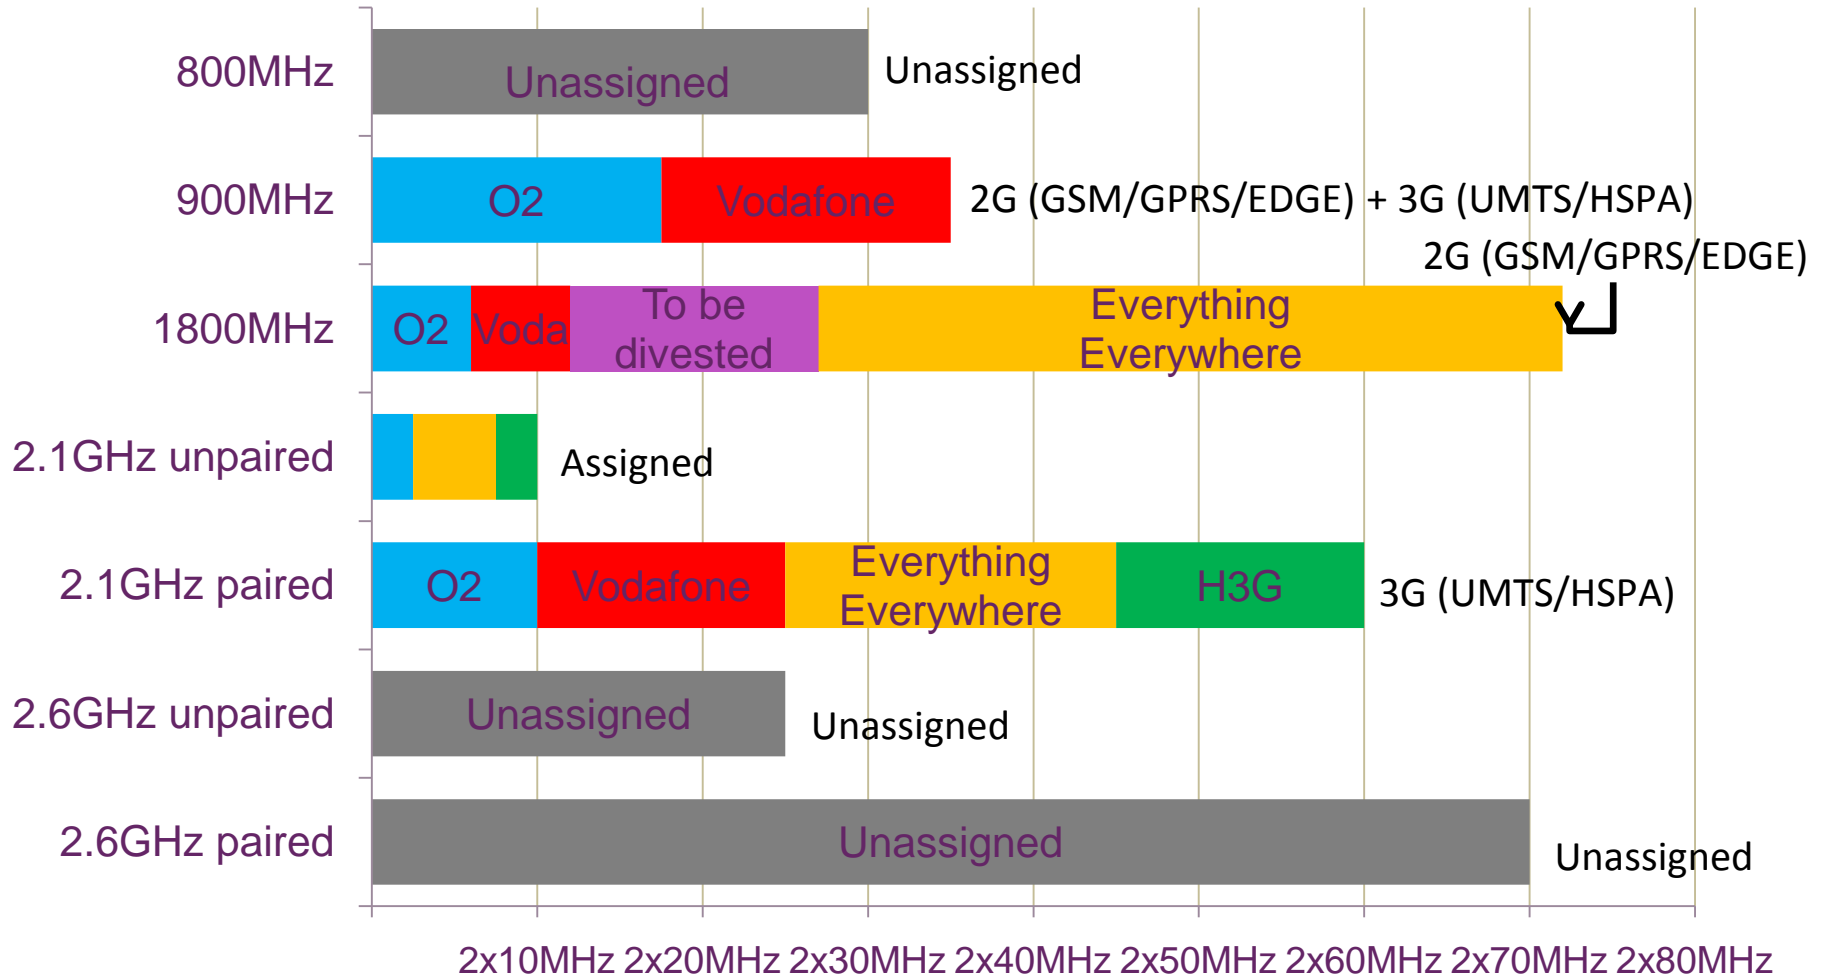 800MHz
Unassigned
Unassigned
900MHz
O2
Vodafone
2G (GSM/GPRS/EDGE) + 3G (UMTS/HSPA)
2G (GSM/GPRS/EDGE)
1800MHz
O2
Voda
To be
divested
Everything
Everywhere
2.1GHz unpaired
Assigned
2.1GHz paired
O2
Vodafone
Everything
Everywhere
H3G
3G (UMTS/HSPA)
2.6GHz unpaired
Unassigned
Unassigned
2.6GHz paired
Unassigned
Unassigned
2x10MHz 2x20MHz 2x30MHz 2x40MHz 2x50MHz 2x60MHz 2x70MHz 2x80MHz